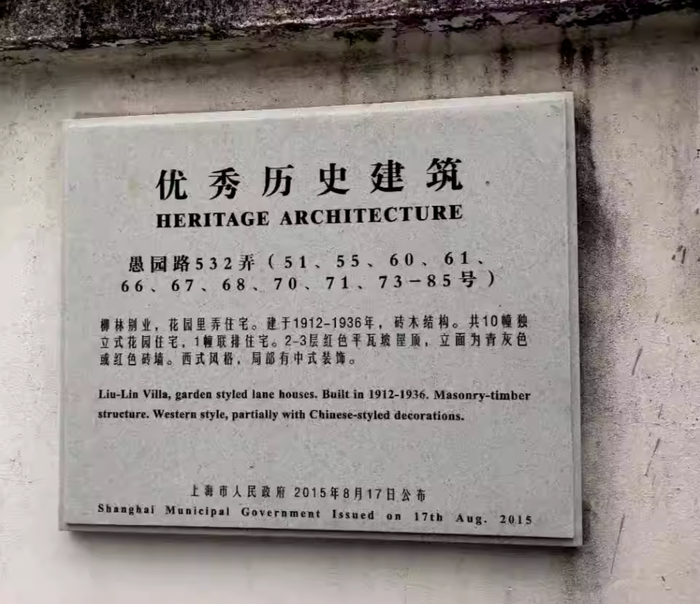 优秀历史建筑
HERITAGE ARCHITECTURE
愚园路532弄（51、55、60、61、
66、67、68、70、71、73－85号）
柳林别业，花园里弄住宅。建于1912-1936年，砖木结构。共10幢独
立式花园住宅，1幢联排住宅。2-3层红色平瓦坡屋顶，立面为青灰色
或红色砖墙。西式风格，局部有中式装饰。
Liu-Lin Villa, garden styled lane houses. Built in 1912-1936. Masonry-timber
structure. Western style, partially with Chinese-styled decorations.
上海市人民政府 2015年8月17日公布
Shanghai Municipal Government Issued on 17th Aug. 2015